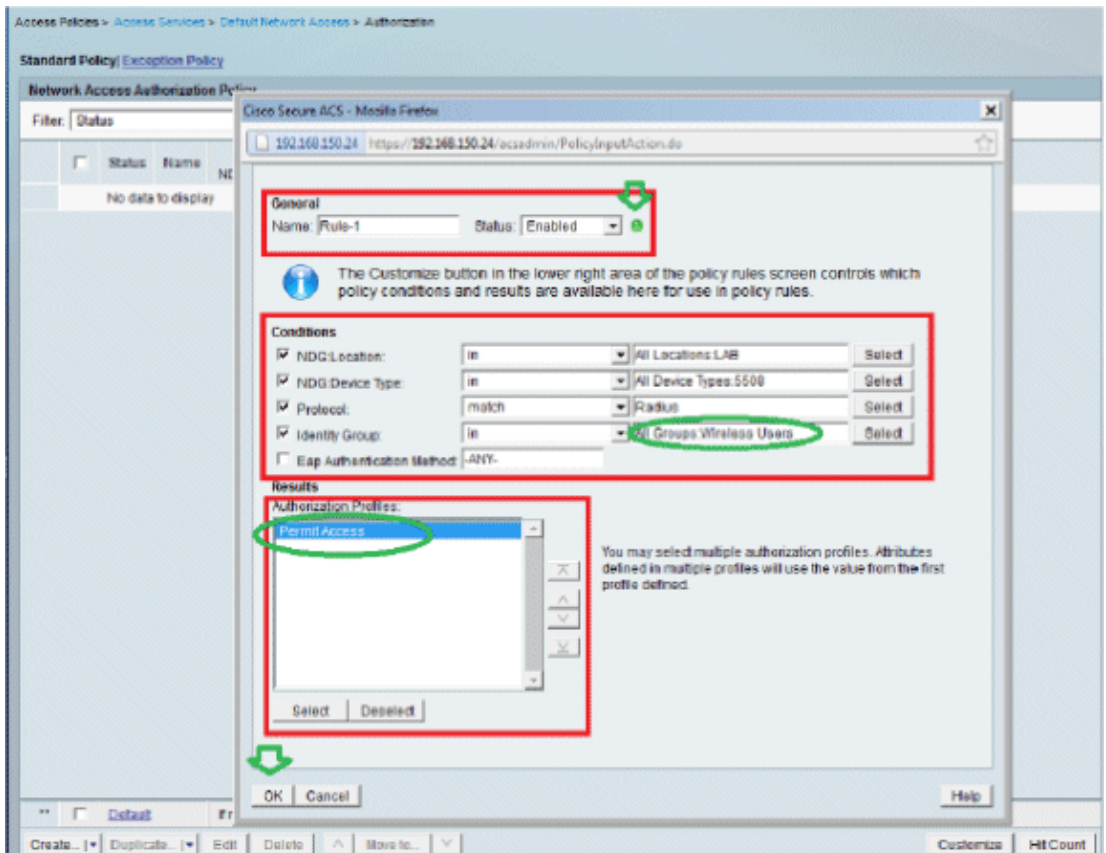 Access Policies > Access Services > Default Network Access > Authorization
Standard Policy| Exception Policy
Network Access Authorization Policy
Filter: Status
Status Name
No data to display
Cisco Secure ACS - Mozilla Firefox
192.168.150.24 https://192.168.150.24/acsadmin/PolicyInputAction.do
General
Name: Rule-1 Status: Enabled
The Customize button in the lower right area of the policy rules screen controls which
policy conditions and results are available here for use in policy rules.
Conditions
NDG:Location: in All Locations:LAB Select
NDG:Device Type: in All Device Types:5508 Select
Protocol: match Radius Select
Identity Group: in All Groups:Wireless Users Select
Eap Authentication Method: -ANY-
Results
Authorization Profiles:
Permit Access
You may select multiple authorization profiles. Attributes
defined in multiple profiles will use the value from the first
profile defined.
Select Deselect
OK Cancel Help
** Default
Create... Duplicate... Edit Delete Move to... Customize Hit Count